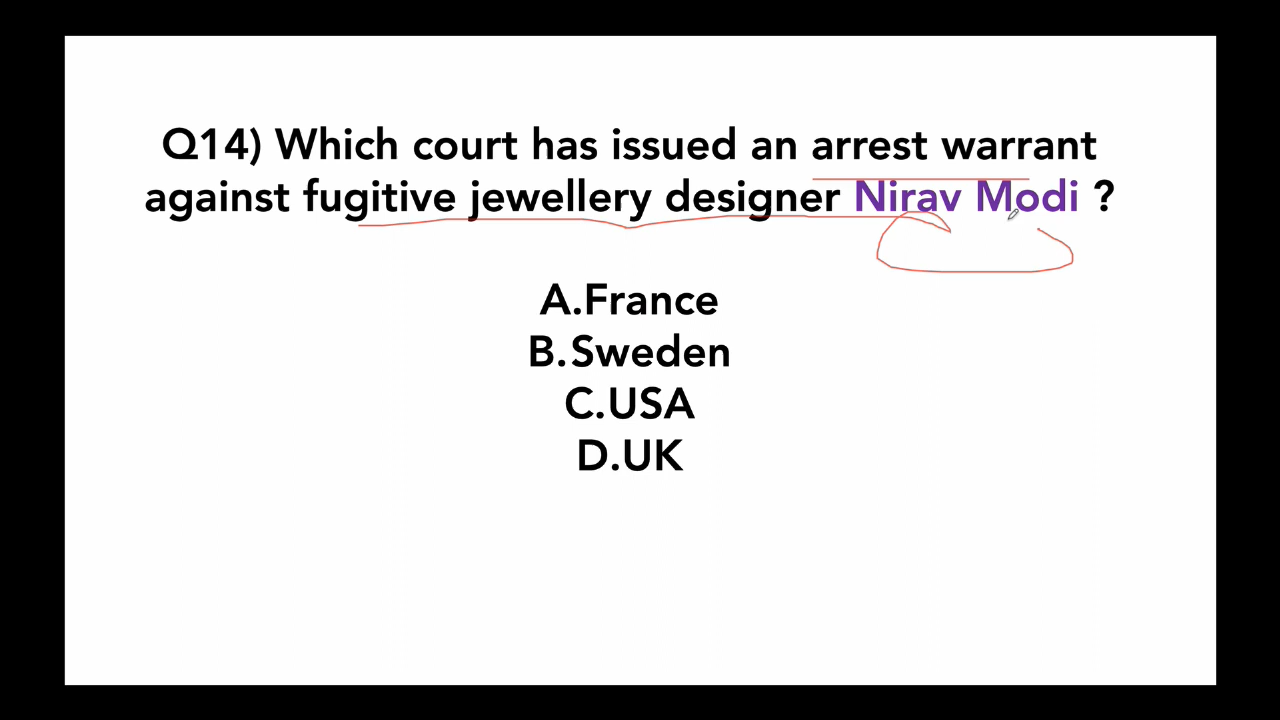 Q14) Which court has issued an arrest warrant
against fugitive jewellery designer Nirav Modi ?
A.France
B.Sweden
C.USA
D.UK